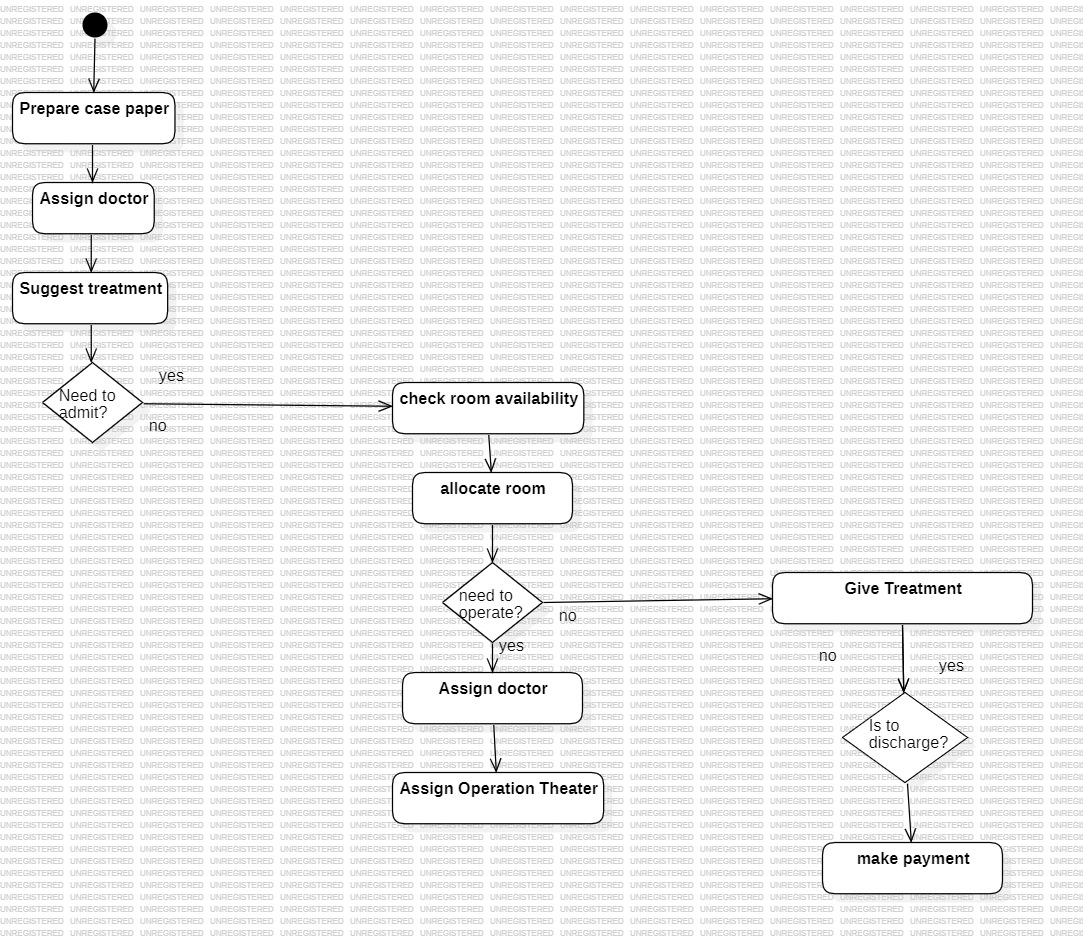 Prepare case paper
Assign doctor
Suggest treatment
yes
Need to
admit?
no
check room availability
allocate room
need to
operate?
no
yes
Give Treatment
no
yes
Assign doctor
Is to
discharge?
Assign Operation Theater
make payment
UNREGISTERED